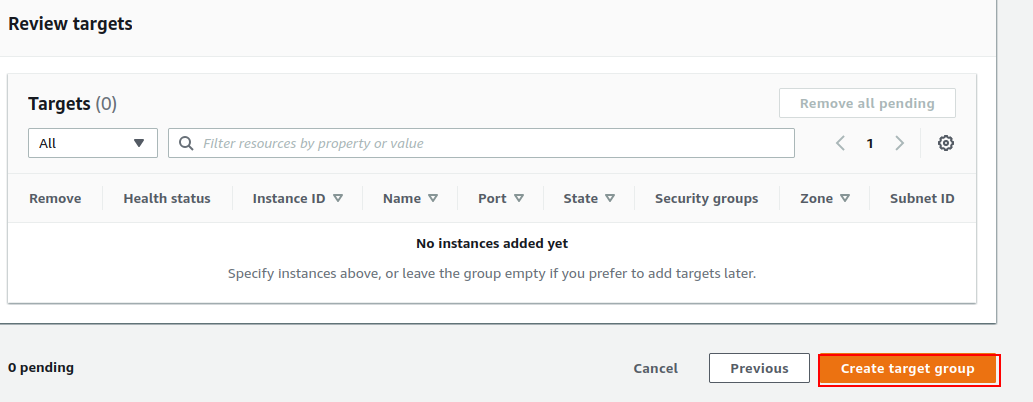 Review targets
Targets (0)
Remove all pending
All
Filter resources by property or value
1
Remove Health status Instance ID Name Port State Security groups Zone Subnet ID
No instances added yet
Specify instances above, or leave the group empty if you prefer to add targets later.
0 pending
Cancel
Previous
Create target group